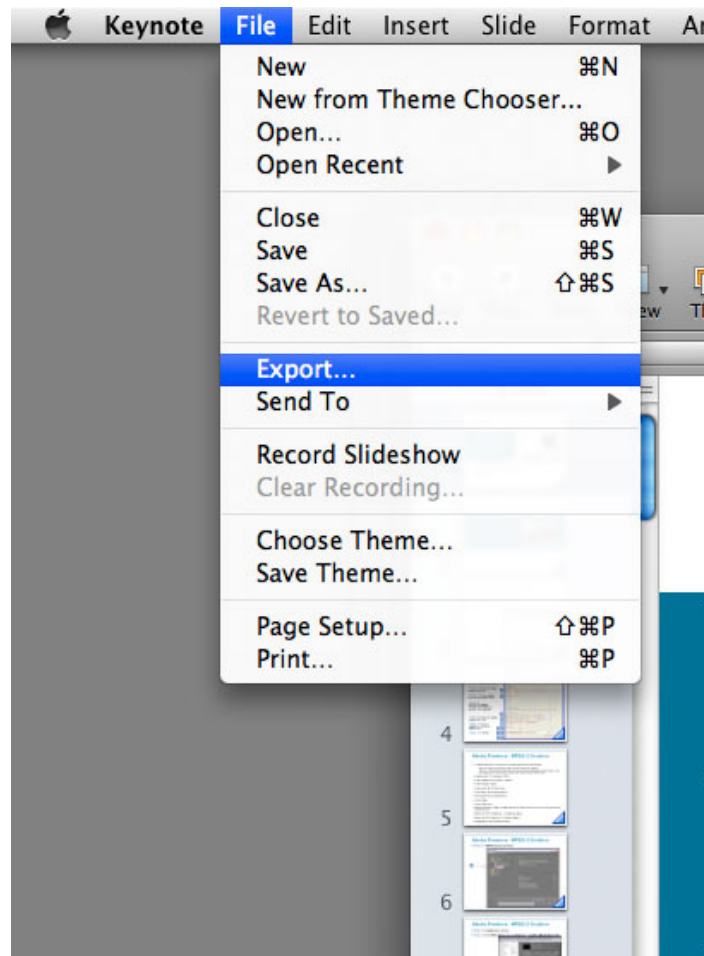 Keynote File Edit Insert Slide Format
New ⌘N
New from Theme Chooser...
Open... ⌘O
Open Recent
Close ⌘W
Save ⌘S
Save As... ⇧⌘S
Revert to Saved...
Export...
Send To
Record Slideshow
Clear Recording...
Choose Theme...
Save Theme...
Page Setup... ⇧⌘P
Print... ⌘P
4
5
6